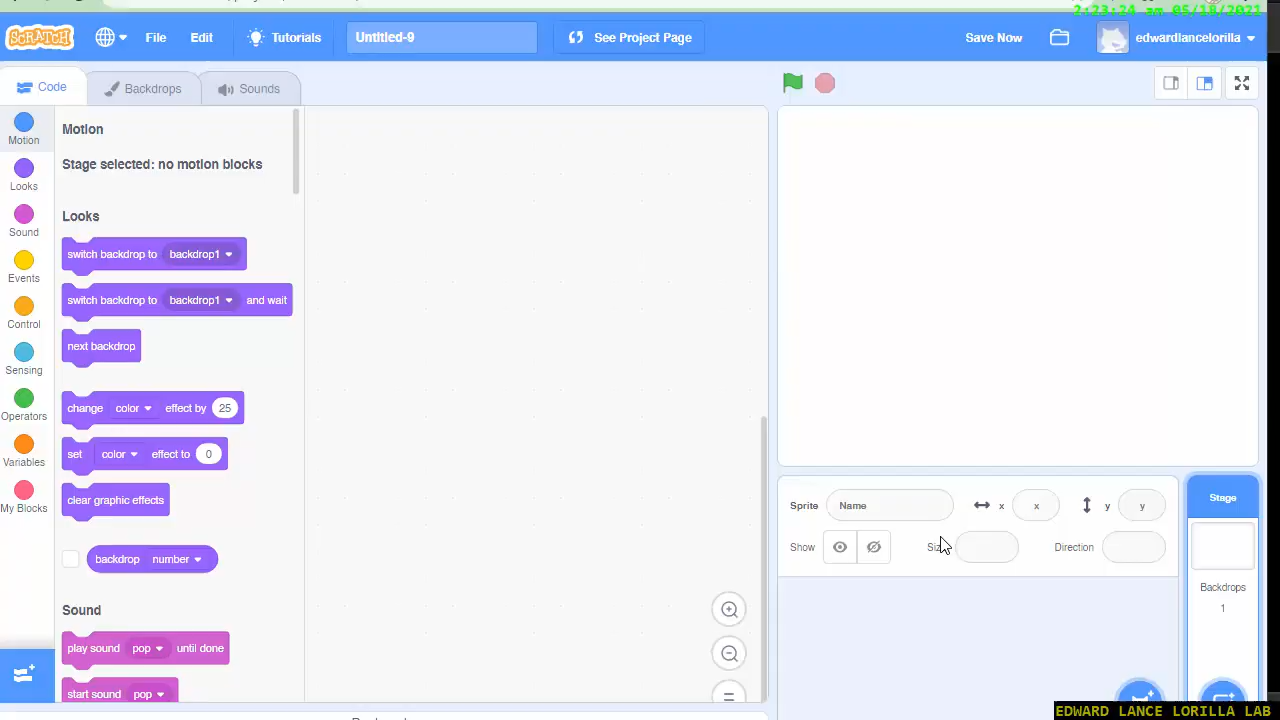 2:23:24 am 05/18/2021
SCRATCH File Edit Tutorials Untitled-9 See Project Page Save Now edwardlancelorilla
Code Backdrops Sounds
Motion
Looks
Sound
Events
Control
Sensing
Operators
Variables
My Blocks
Motion
Stage selected: no motion blocks
Looks
switch backdrop to backdrop1
switch backdrop to backdrop1 and wait
next backdrop
change color effect by 25
set color effect to 0
clear graphic effects
backdrop number
Sound
play sound pop until done
start sound pop
Sprite Name x x y y
Show Direction
Stage
Backdrops
1
EDWARD LANCE LORILLA LAB